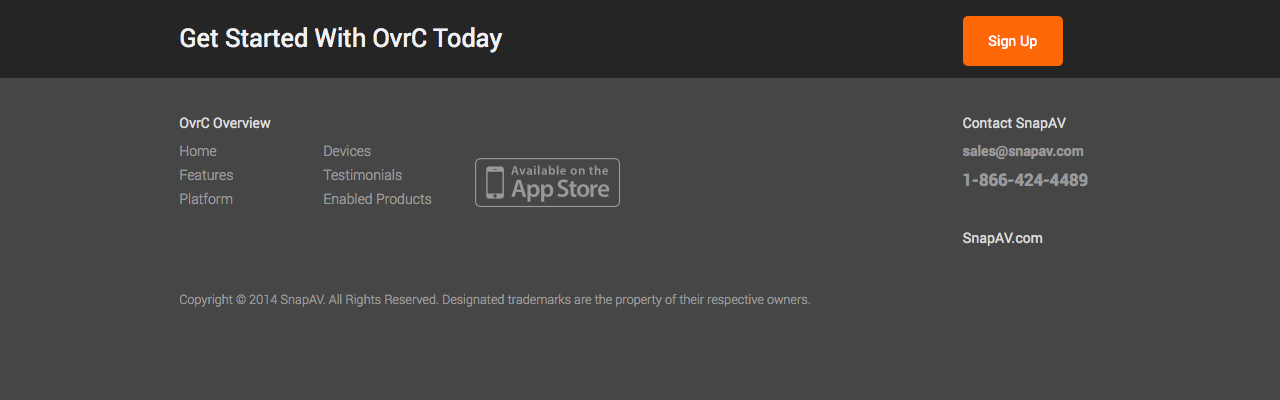 Get Started With OvrC Today
Sign Up
OvrC Overview
Home
Features
Platform
Devices
Testimonials
Enabled Products
Available on the
App Store
Contact SnapAV
sales@snapav.com
1-866-424-4489
SnapAV.com
Copyright © 2014 SnapAV. All Rights Reserved. Designated trademarks are the property of their respective owners.